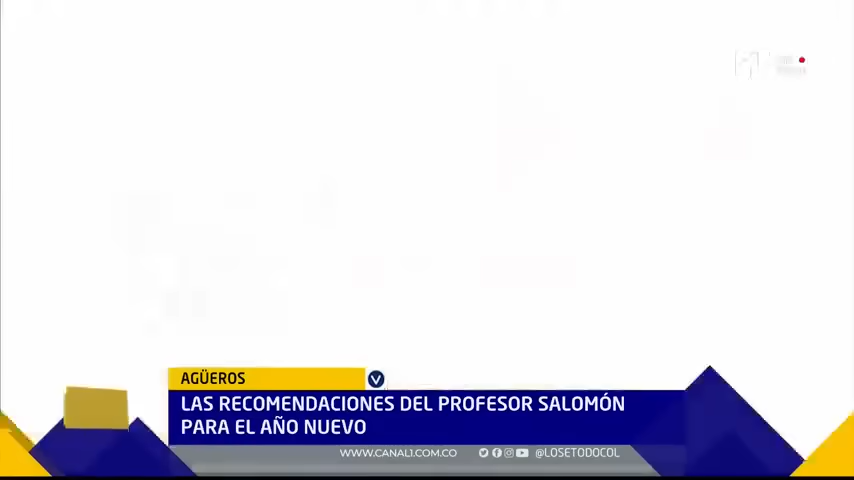 AGÜEROS
LAS RECOMENDACIONES DEL PROFESOR SALOMÓN
PARA EL AÑO NUEVO
WWW.CANAL1.COM.CO
@LOSETODOCOL